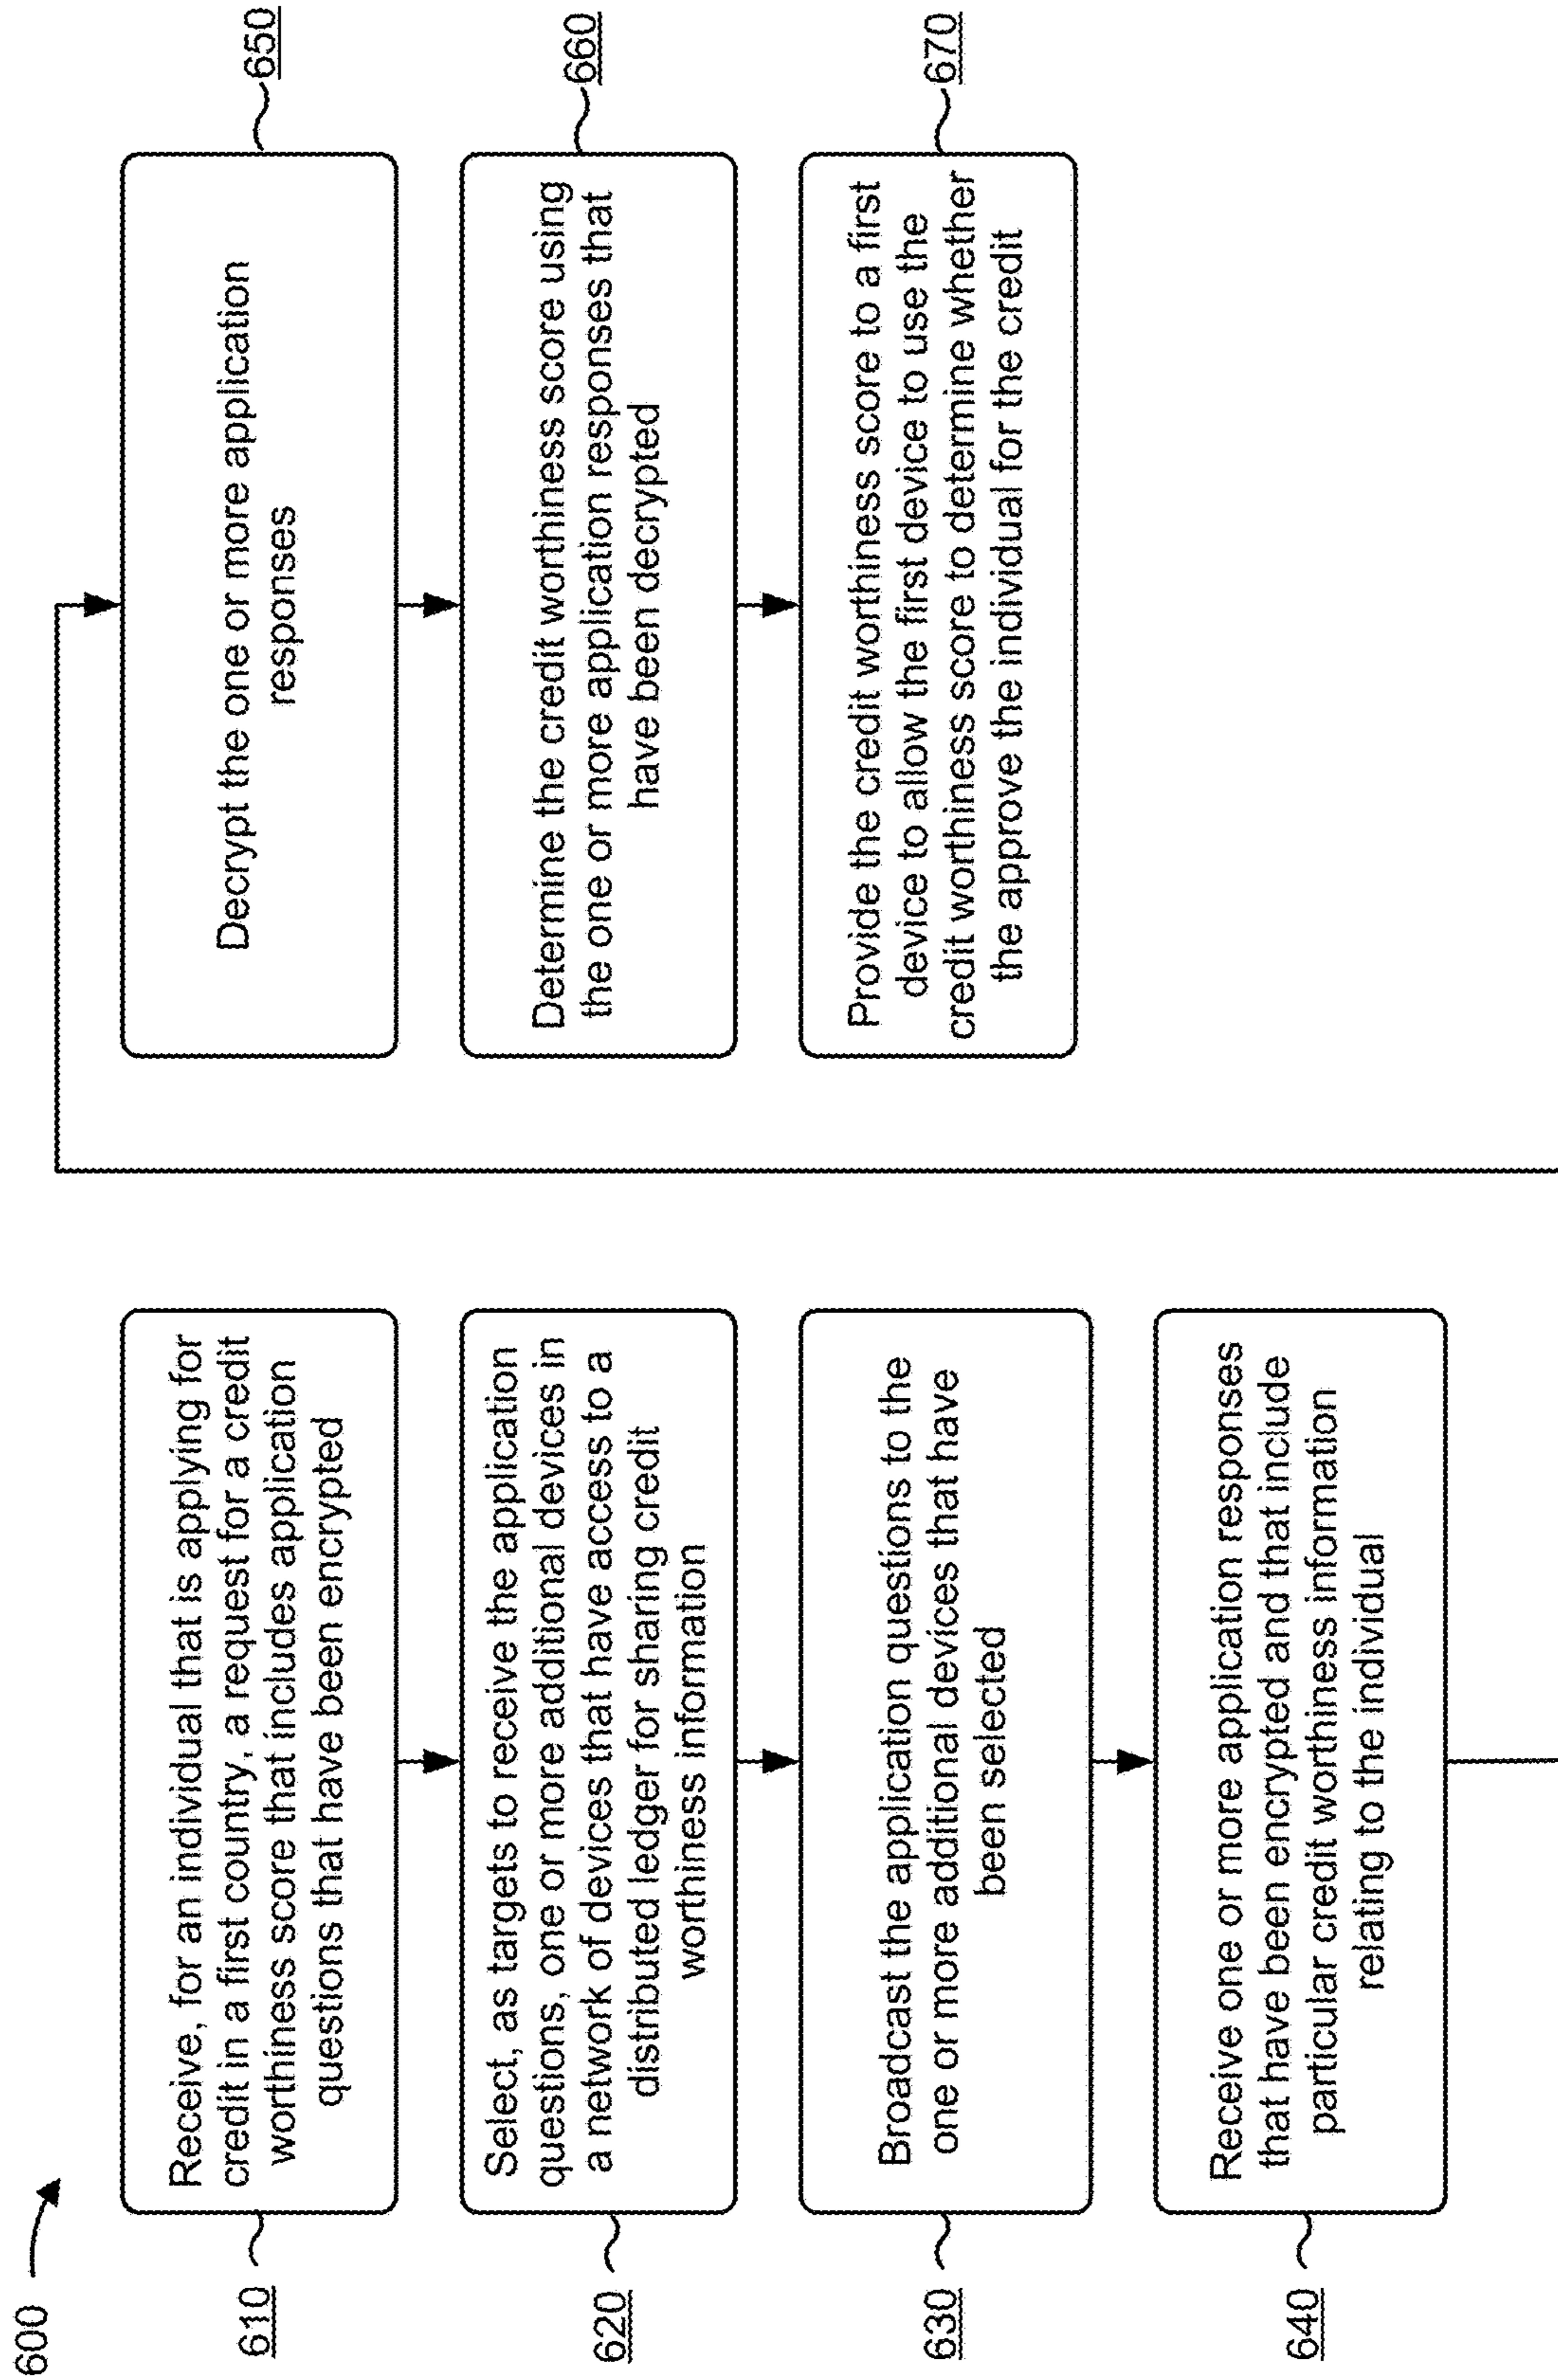 600
610
Receive, for an individual that is applying for
credit in a first country, a request for a credit
worthiness score that includes application
questions that have been encrypted
620
Select, as targets to receive the application
questions, one or more additional devices in
a network of devices that have access to a
distributed ledger for sharing credit
worthiness information
630
Broadcast the application questions to the
one or more additional devices that have
been selected
640
Receive one or more application responses
that have been encrypted and that include
particular credit worthiness information
relating to the individual
650
Decrypt the one or more application
responses
660
Determine the credit worthiness score using
the one or more application responses that
have been decrypted
670
Provide the credit worthiness score to a first
device to allow the first device to use the
credit worthiness score to determine whether
the approve the individual for the credit